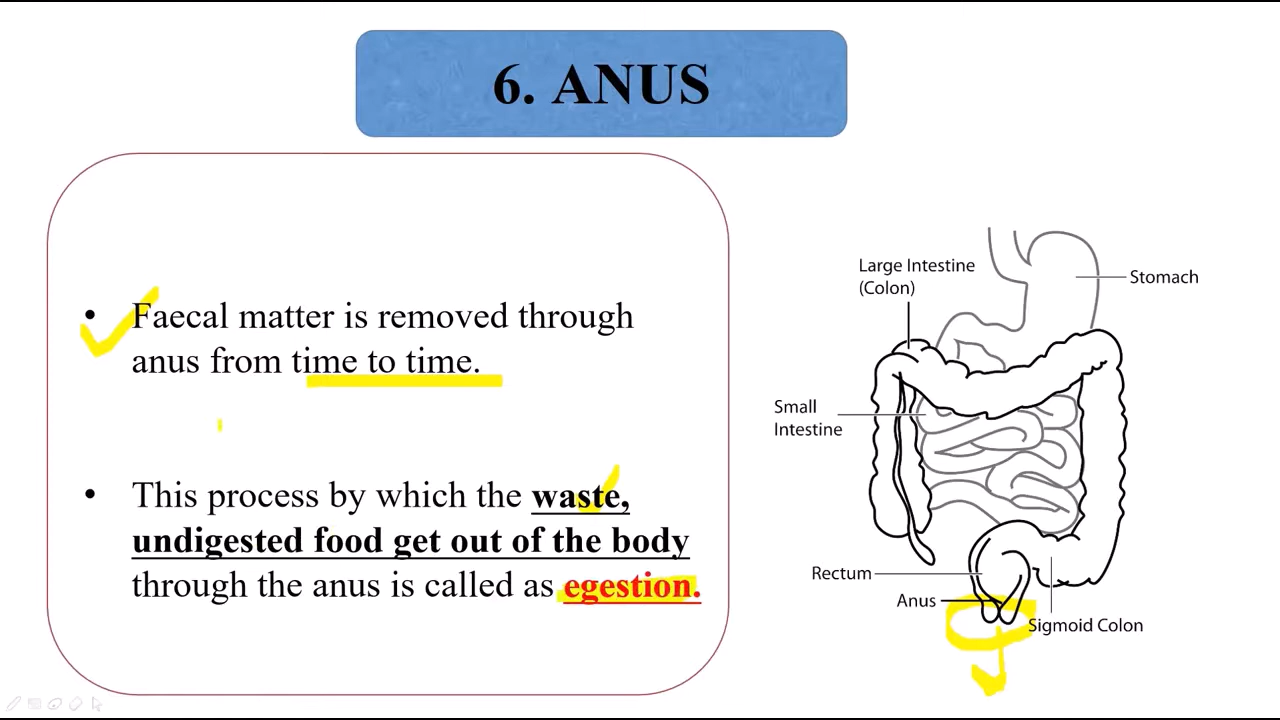 6. ANUS
• Faecal matter is removed through
anus from time to time.
• This process by which the waste,
undigested food get out of the body
through the anus is called as egestion.
Large Intestine
(Colon)
Stomach
Small
Intestine
Rectum
Anus
Sigmoid Colon